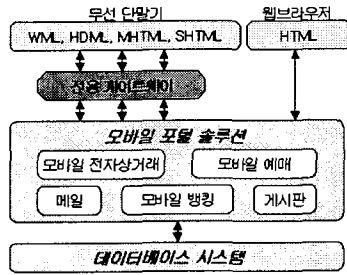 무선 단말기
웹브라우저
WML, HDML, MHTML, SHTML
HTML
전용 게이트웨이
모바일 포털 솔루션
모바일 전자상거래
모바일 예매
메일
모바일 뱅킹
게시판
데이터베이스 시스템